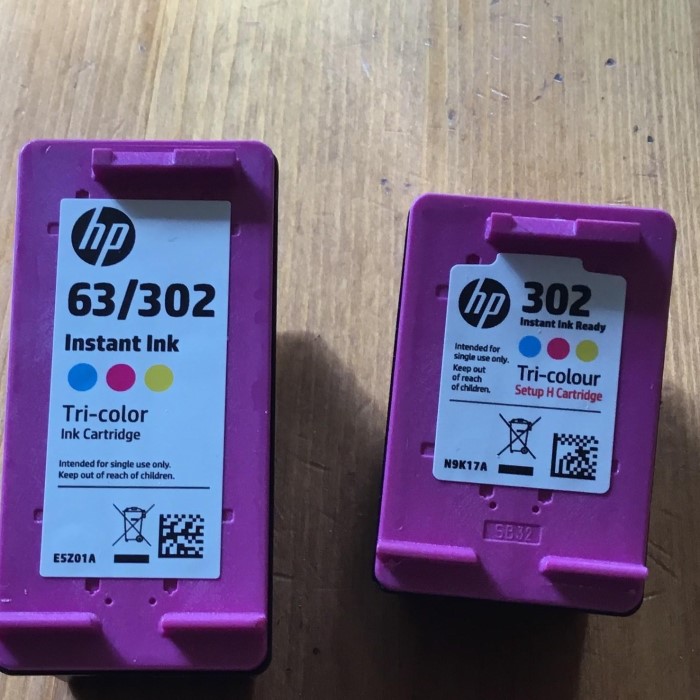 hp
63/302
Instant Ink
Tri-color
Ink Cartridge
Intended for single use only.
Keep out of reach of children.
E5Z01A
hp
302
Instant Ink Ready
Intended for
single use only.
Keep out
of reach
of children.
Tri-colour
Setup H Cartridge
N9K17A
SB32